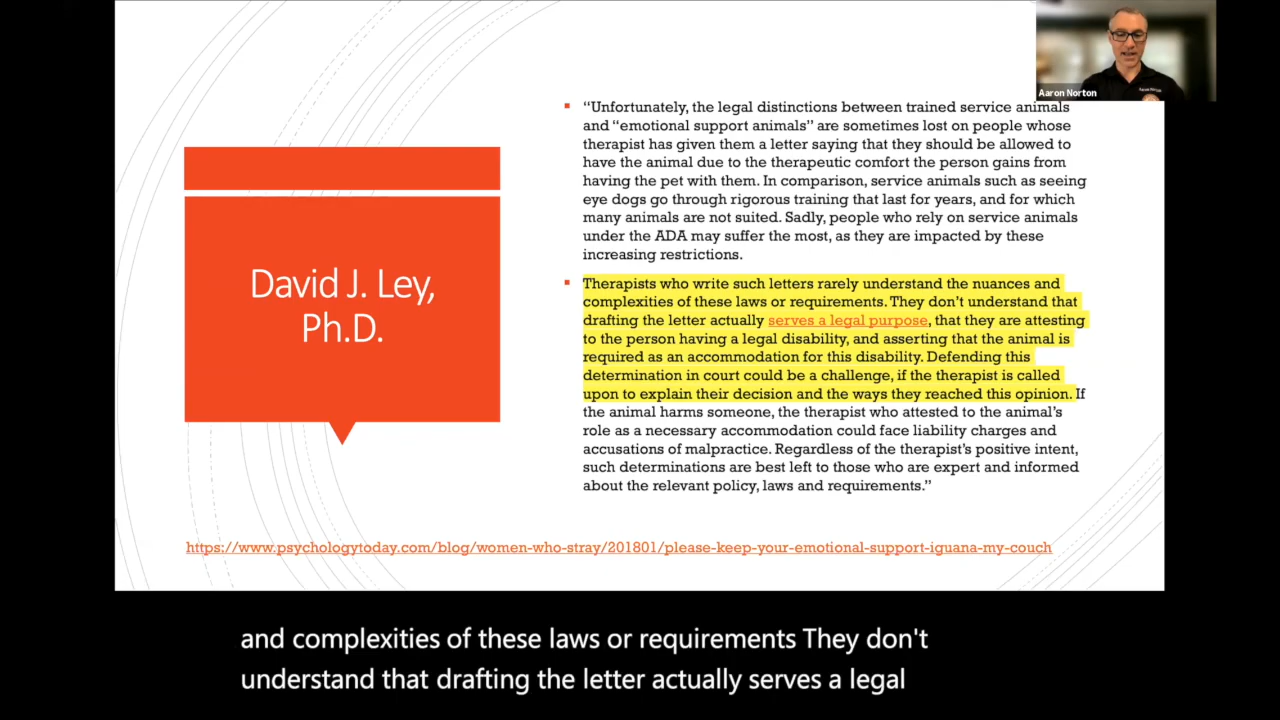 Aaron Norton
David J. Ley,
Ph.D.
“Unfortunately, the legal distinctions between trained service animals
and “emotional support animals” are sometimes lost on people whose
therapist has given them a letter saying that they should be allowed to
have the animal due to the therapeutic comfort the person gains from
having the pet with them. In comparison, service animals such as seeing
eye dogs go through rigorous training that last for years, and for which
many animals are not suited. Sadly, people who rely on service animals
under the ADA may suffer the most, as they are impacted by these
increasing restrictions.
Therapists who write such letters rarely understand the nuances and
complexities of these laws or requirements. They don’t understand that
drafting the letter actually serves a legal purpose, that they are attesting
to the person having a legal disability, and asserting that the animal is
required as an accommodation for this disability. Defending this
determination in court could be a challenge, if the therapist is called
upon to explain their decision and the ways they reached this opinion. If
the animal harms someone, the therapist who attested to the animal’s
role as a necessary accommodation could face liability charges and
accusations of malpractice. Regardless of the therapist’s positive intent,
such determinations are best left to those who are expert and informed
about the relevant policy, laws and requirements.”
https://www.psychologytoday.com/blog/women-who-stray/201801/please-keep-your-emotional-support-iguana-my-couch
and complexities of these laws or requirements They don't
understand that drafting the letter actually serves a legal